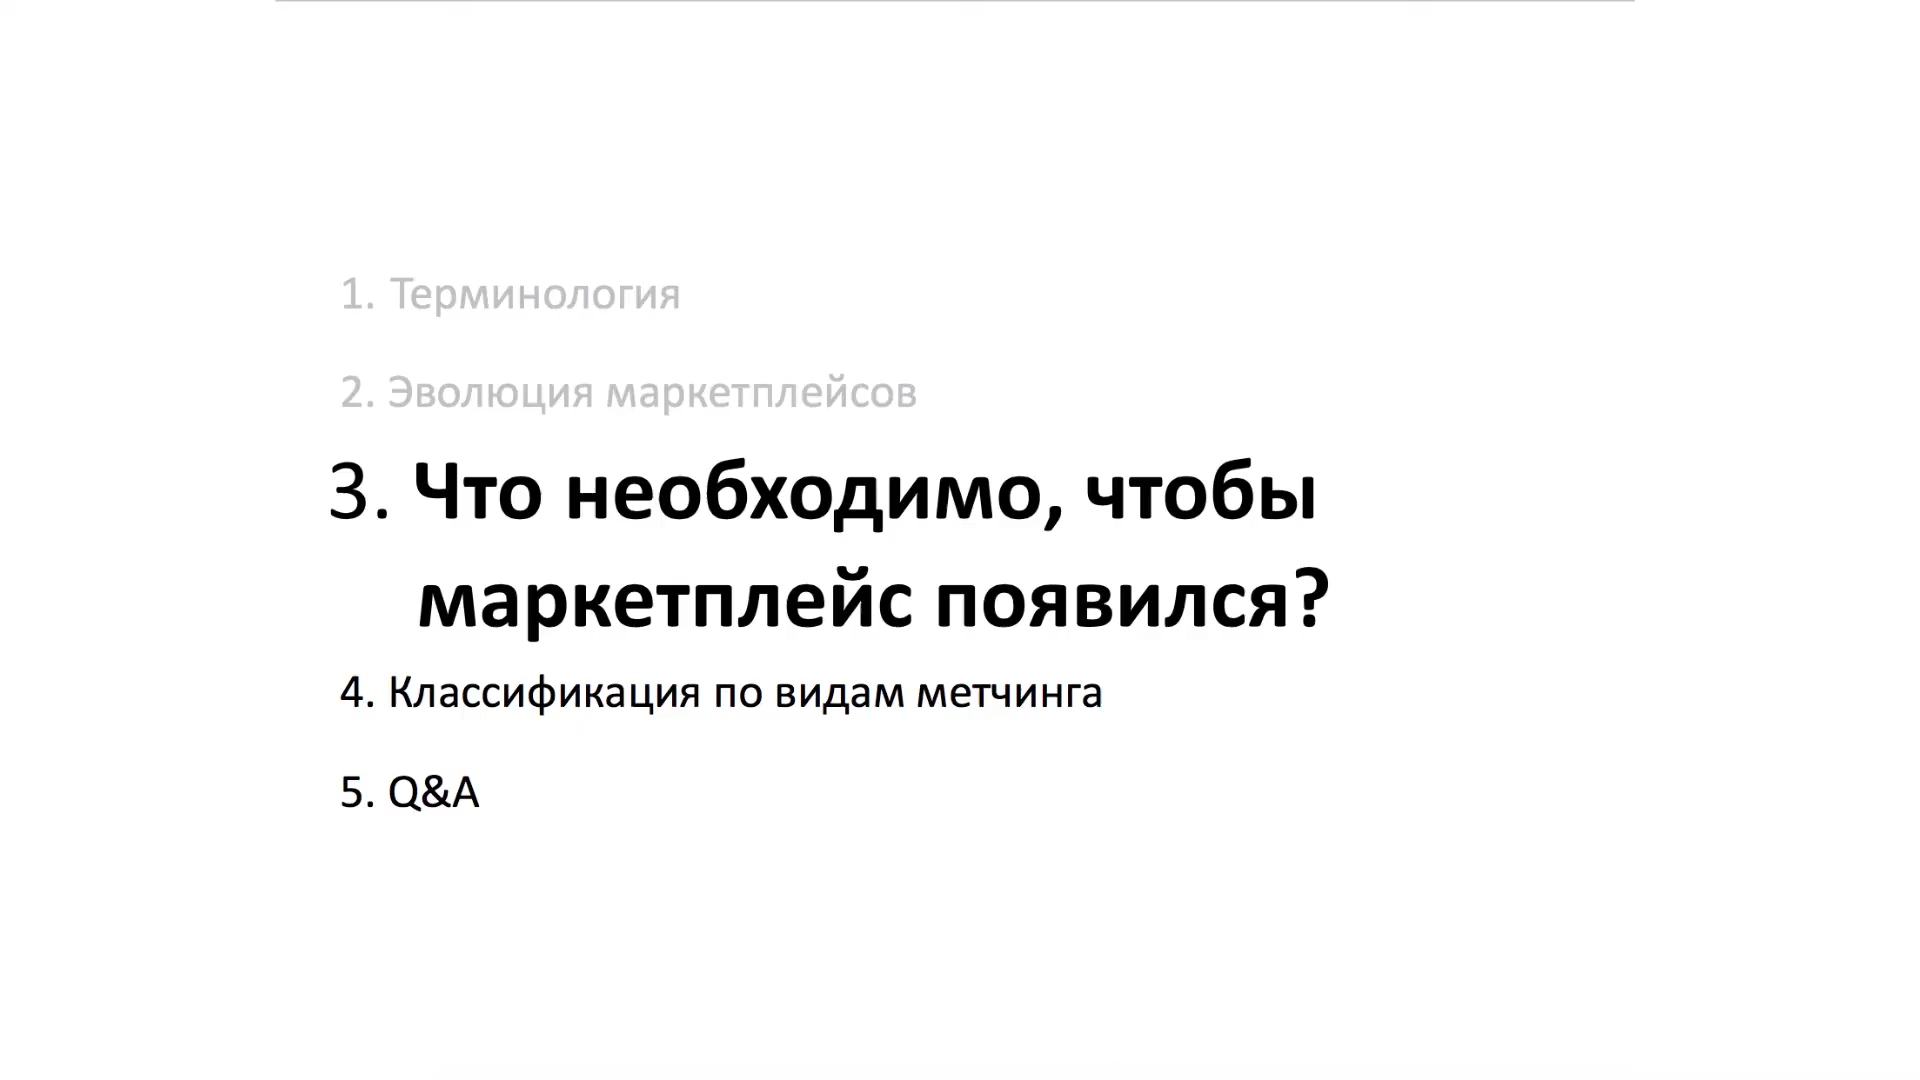 1. Терминология
2. Эволюция маркетплейсов
3. Что необходимо, чтобы
маркетплейс появился?
4. Классификация по видам метчинга
5. Q&A